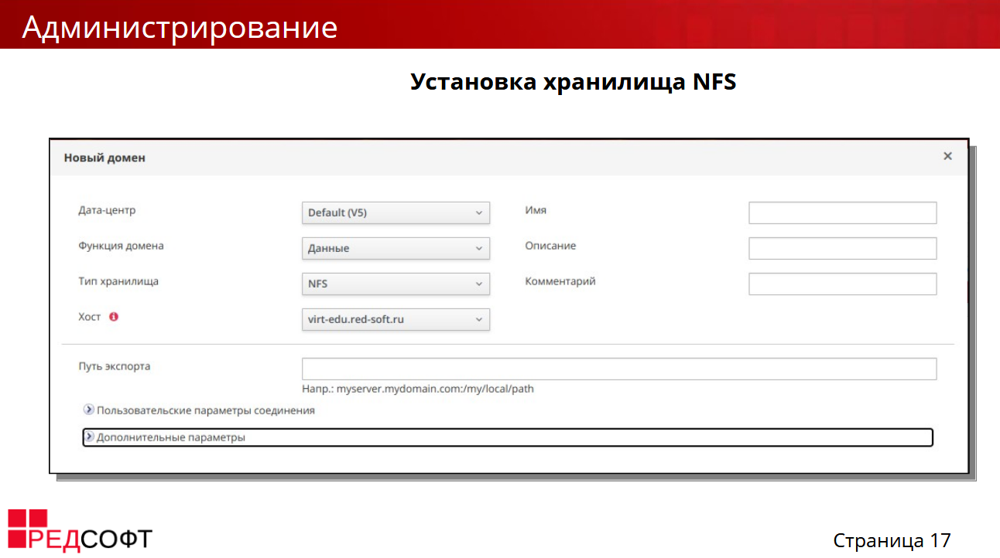 Администрирование
Установка хранилища NFS
Новый домен
Дата-центр Default (V5) Имя
Функция домена Данные Описание
Тип хранилища NFS Комментарий
Хост virt-edu.red-soft.ru
Путь экспорта
Напр.: myserver.mydomain.com:/my/local/path
Пользовательские параметры соединения
Дополнительные параметры
РЕДСОФТ
Страница 17